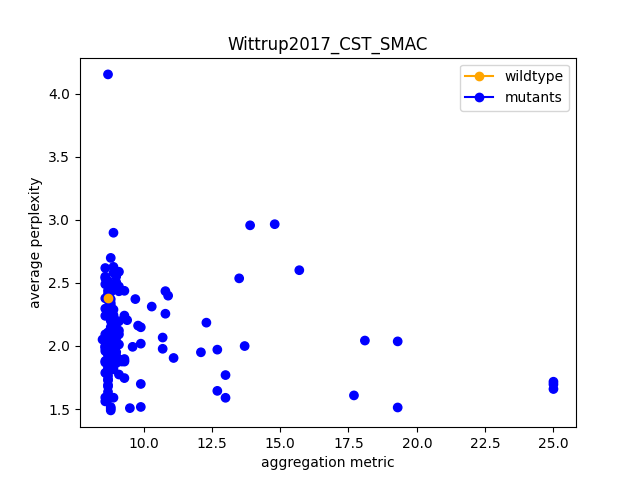 Wittrup2017_CST_SMAC
wildtype
mutants
average perplexity
4.0
3.5
3.0
2.5
2.0
1.5
10.0 12.5 15.0 17.5 20.0 22.5 25.0
aggregation metric